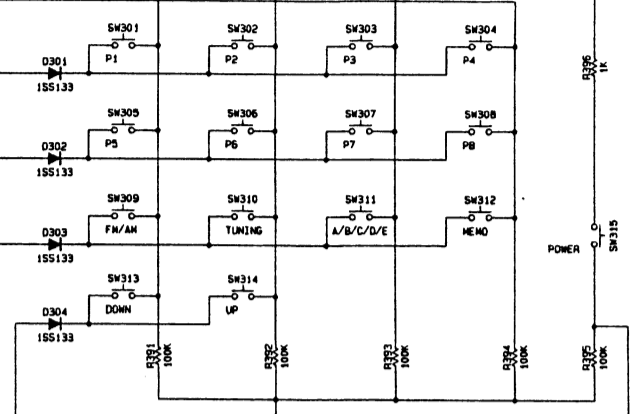 SW301 SW302 SW303 SW304
D301 P1 P2 P3 P4 R396 1K
1SS133
SW305 SW306 SW307 SW308
D302 P5 P6 P7 P8
1SS133
SW309 SW310 SW311 SW312
D303 FM/AM TUNING A/B/C/D/E MEMO POWER SW315
1SS133
SW313 SW314
D304 DOWN UP
1SS133
R391 100K R392 100K R393 100K R394 100K R395 100K